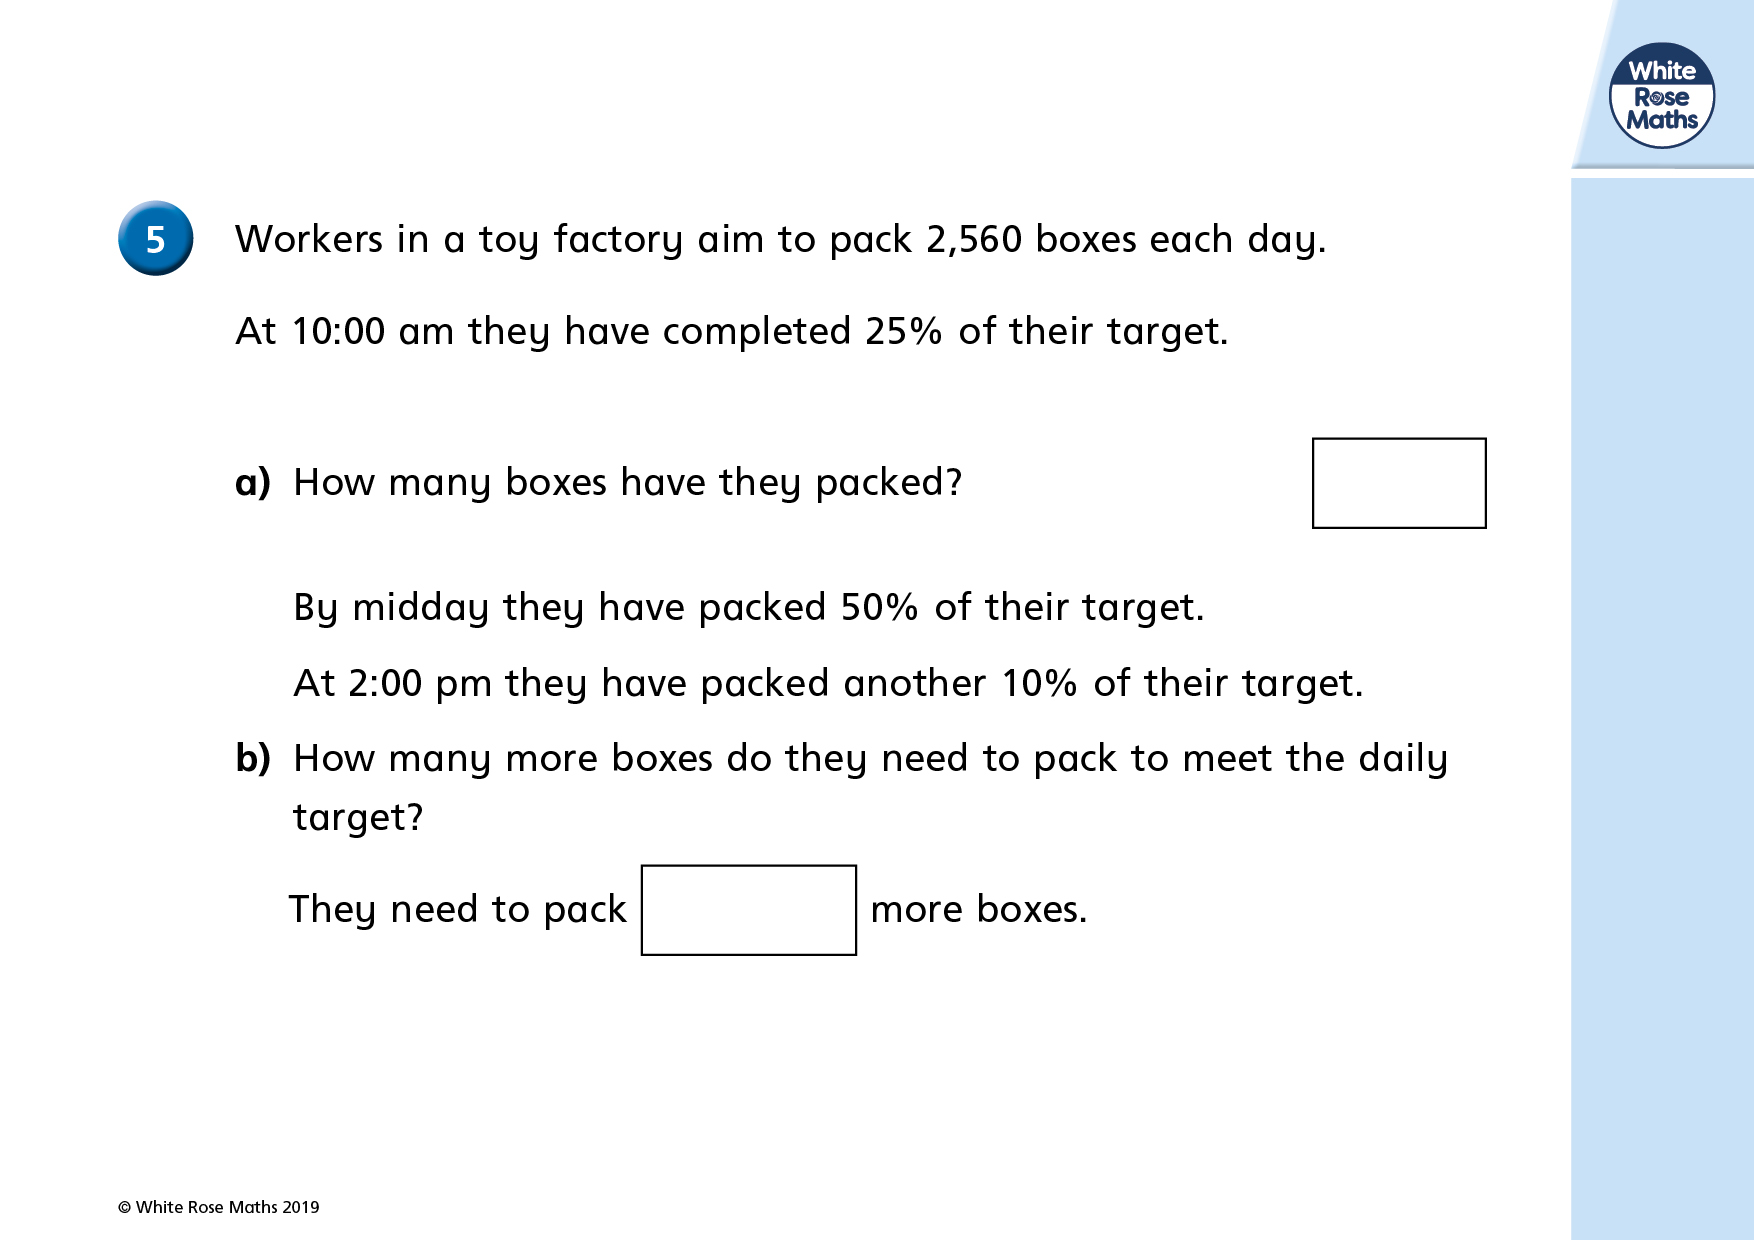 White
Rose
Maths
5 Workers in a toy factory aim to pack 2,560 boxes each day.
At 10:00 am they have completed 25% of their target.
a) How many boxes have they packed?
By midday they have packed 50% of their target.
At 2:00 pm they have packed another 10% of their target.
b) How many more boxes do they need to pack to meet the daily
target?
They need to pack more boxes.
© White Rose Maths 2019